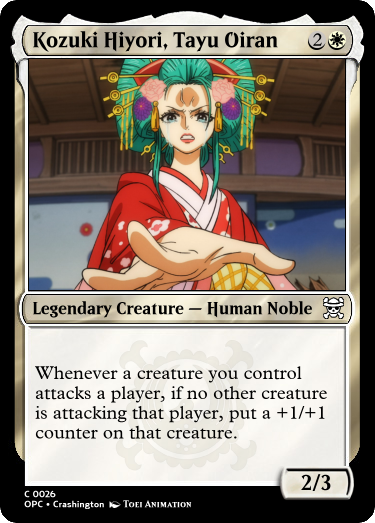 Kozuki Hiyori, Tayu Oiran 2
Legendary Creature — Human Noble
Whenever a creature you control
attacks a player, if no other creature
is attacking that player, put a +1/+1
counter on that creature.
2/3
C 0026
OPC • Crashington TOEI ANIMATION